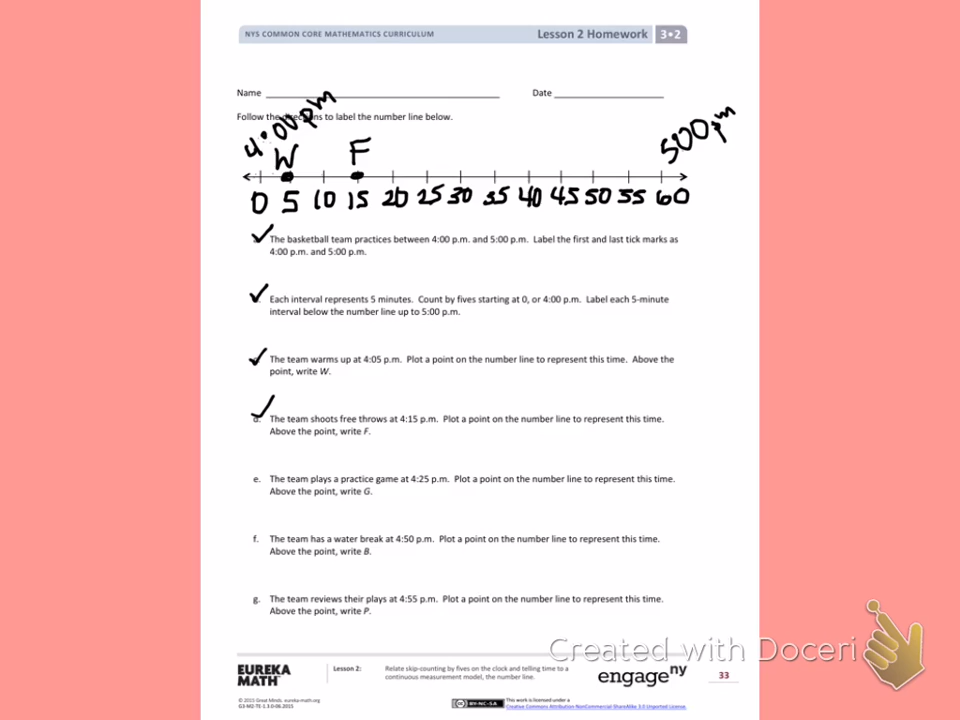 NYS COMMON CORE MATHEMATICS CURRICULUM Lesson 2 Homework 3•2
Name Date
Follow the directions to label the number line below.
4:00 pm 500 pm
W F
0 5 10 15 20 25 30 35 40 45 50 55 60
The basketball team practices between 4:00 p.m. and 5:00 p.m. Label the first and last tick marks as
4:00 p.m. and 5:00 p.m.
Each interval represents 5 minutes. Count by fives starting at 0, or 4:00 p.m. Label each 5-minute
interval below the number line up to 5:00 p.m.
The team warms up at 4:05 p.m. Plot a point on the number line to represent this time. Above the
point, write W.
d. The team shoots free throws at 4:15 p.m. Plot a point on the number line to represent this time.
Above the point, write F.
e. The team plays a practice game at 4:25 p.m. Plot a point on the number line to represent this time.
Above the point, write G.
f. The team has a water break at 4:50 p.m. Plot a point on the number line to represent this time.
Above the point, write B.
g. The team reviews their plays at 4:55 p.m. Plot a point on the number line to represent this time.
Above the point, write P.
Created with Doceri
EUREKA
MATH™
Lesson 2: Relate skip-counting by fives on the clock and telling time to a
continuous measurement model, the number line.
engage ny
33
© 2015 Great Minds. eureka-math.org
G3-M2-TE-1.3.0-06.2015
CC BY-NC-SA
This work is licensed under a
Creative Commons Attribution-NonCommercial-ShareAlike 3.0 Unported License.